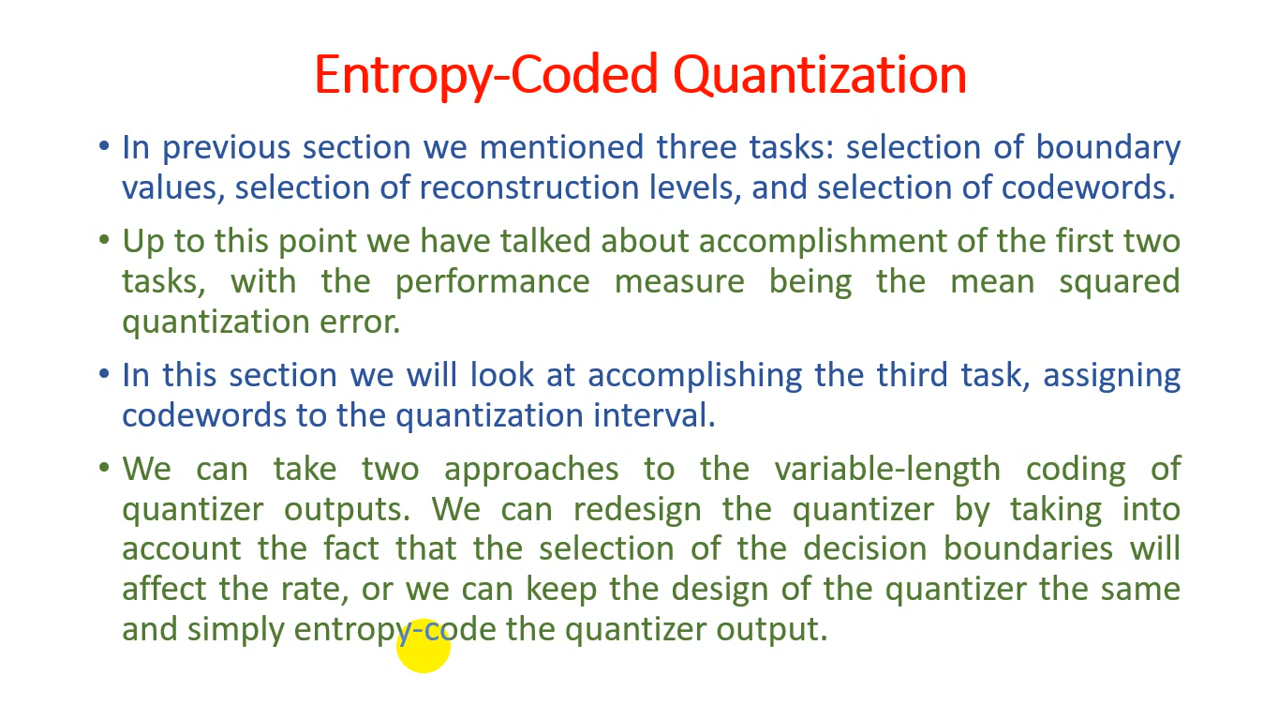 Entropy-Coded Quantization
• In previous section we mentioned three tasks: selection of boundary
values, selection of reconstruction levels, and selection of codewords.
• Up to this point we have talked about accomplishment of the first two
tasks, with the performance measure being the mean squared
quantization error.
• In this section we will look at accomplishing the third task, assigning
codewords to the quantization interval.
• We can take two approaches to the variable-length coding of
quantizer outputs. We can redesign the quantizer by taking into
account the fact that the selection of the decision boundaries will
affect the rate, or we can keep the design of the quantizer the same
and simply entropy-code the quantizer output.